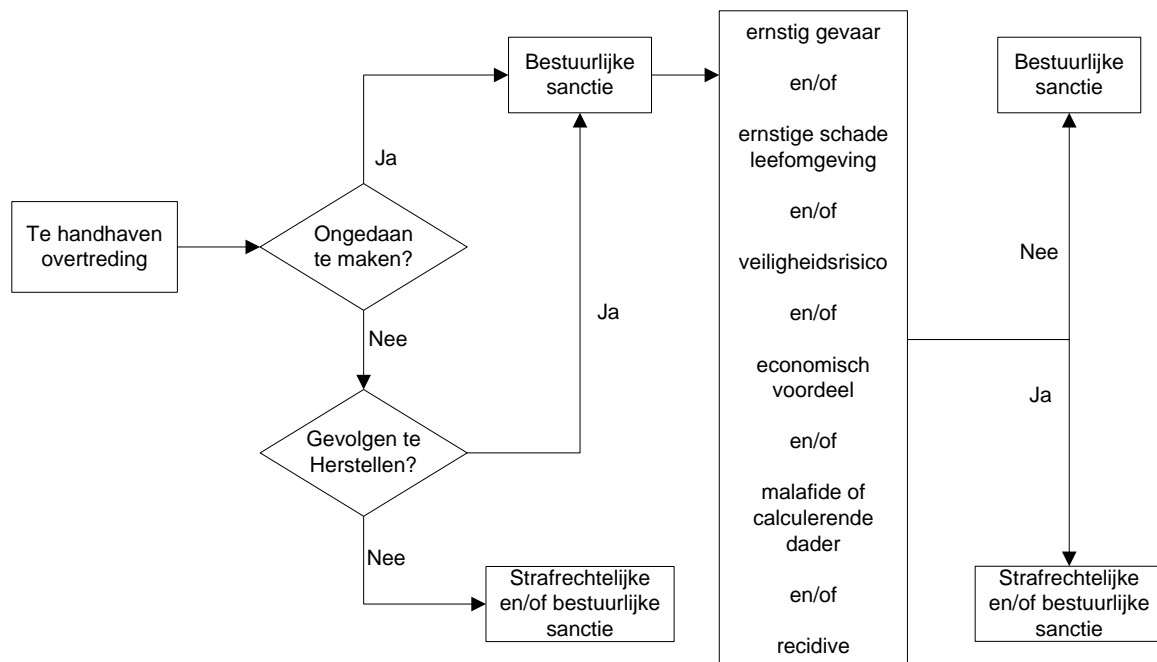 Te handhaven
overtreding
Ongedaan
te maken?
Ja
Nee
Gevolgen te
Herstellen?
Ja
Nee
Bestuurlijke
sanctie
Strafrechtelijke
en/of bestuurlijke
sanctie
ernstig gevaar
en/of
ernstige schade
leefomgeving
en/of
veiligheidsrisico
en/of
economisch
voordeel
en/of
malafide of
calculerende
dader
en/of
recidive
Nee
Bestuurlijke
sanctie
Ja
Strafrechtelijke
en/of bestuurlijke
sanctie